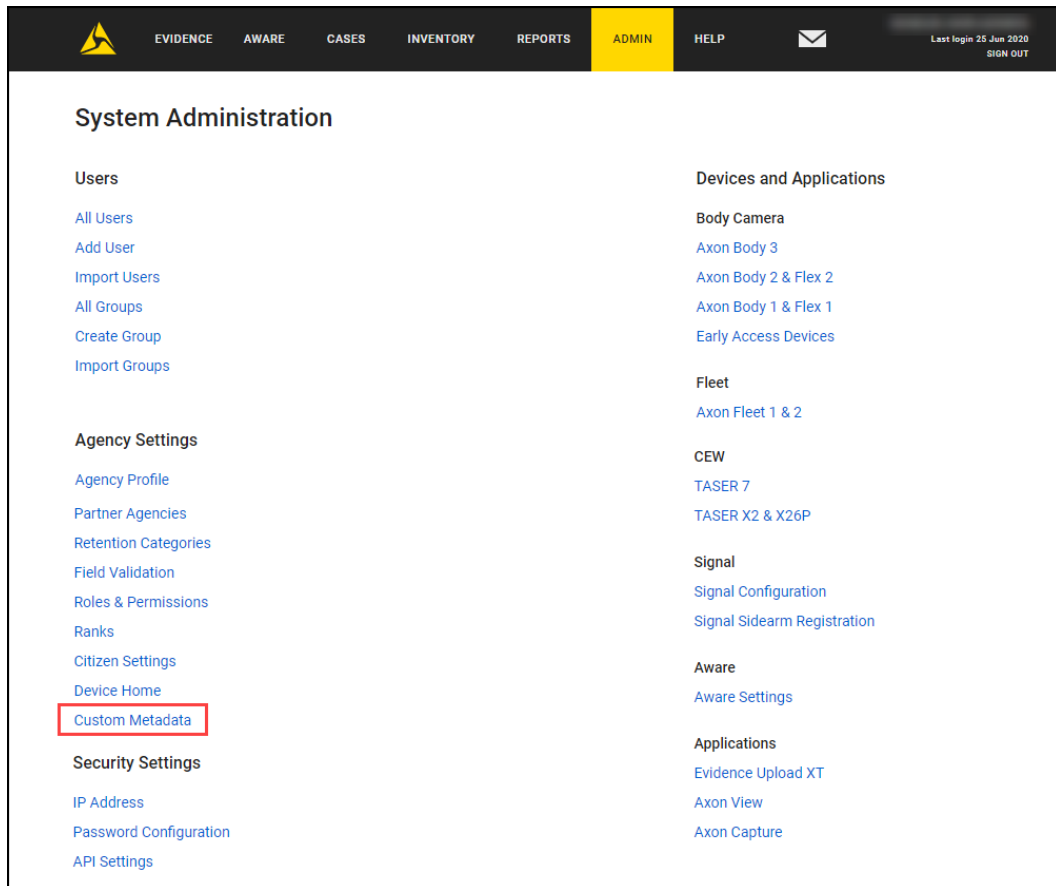 EVIDENCE AWARE CASES INVENTORY REPORTS ADMIN HELP
Last login 25 Jun 2020
SIGN OUT
System Administration
Users
All Users
Add User
Import Users
All Groups
Create Group
Import Groups
Agency Settings
Agency Profile
Partner Agencies
Retention Categories
Field Validation
Roles & Permissions
Ranks
Citizen Settings
Device Home
Custom Metadata
Security Settings
IP Address
Password Configuration
API Settings
Devices and Applications
Body Camera
Axon Body 3
Axon Body 2 & Flex 2
Axon Body 1 & Flex 1
Early Access Devices
Fleet
Axon Fleet 1 & 2
CEW
TASER 7
TASER X2 & X26P
Signal
Signal Configuration
Signal Sidearm Registration
Aware
Aware Settings
Applications
Evidence Upload XT
Axon View
Axon Capture